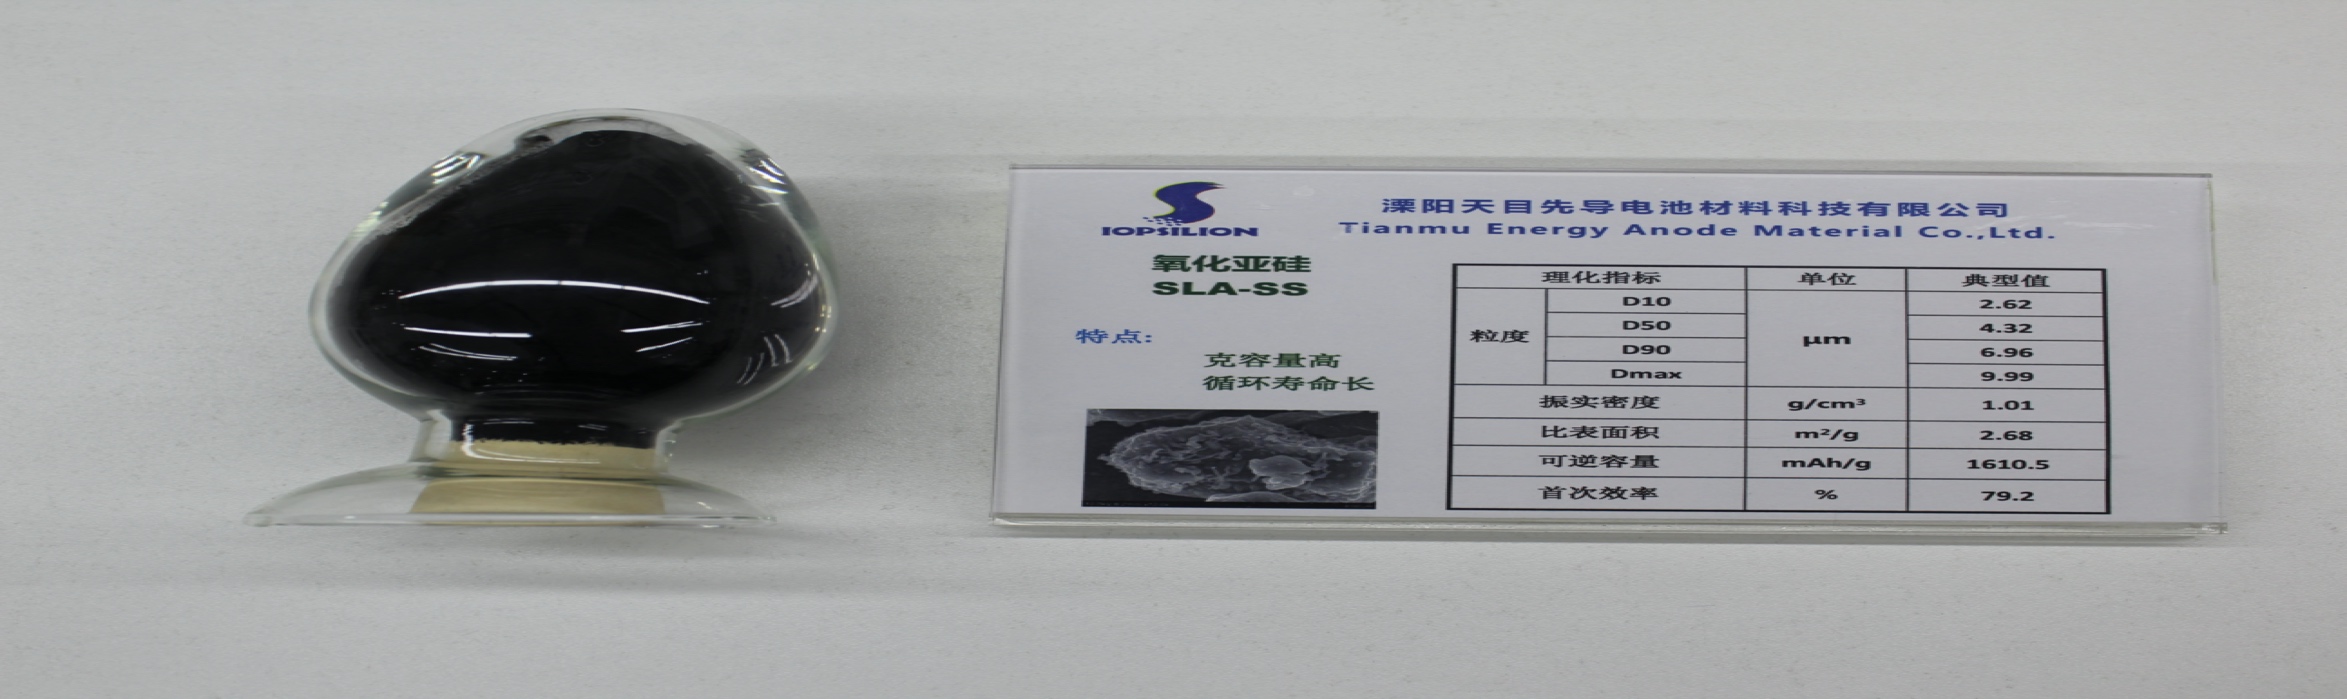 IOPSILION
溧阳天目先导电池材料科技有限公司
Tianmu Energy Anode Material Co.,Ltd.
氧化亚硅
SLA-SS
特点:
克容量高
循环寿命长
理化指标 单位 典型值
粒度 D10 μm 2.62
D50 4.32
D90 6.96
Dmax 9.99
振实密度 g/cm³ 1.01
比表面积 m²/g 2.68
可逆容量 mAh/g 1610.5
首次效率 % 79.2